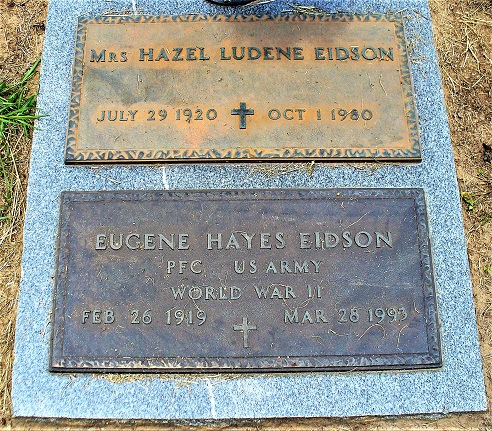 Mrs HAZEL LUDENE EIDSON
JULY 29 1920 OCT 1 1980
EUGENE HAYES EIDSON
PFC US ARMY
WORLD WAR II
FEB 26 1919 MAR 28 1993